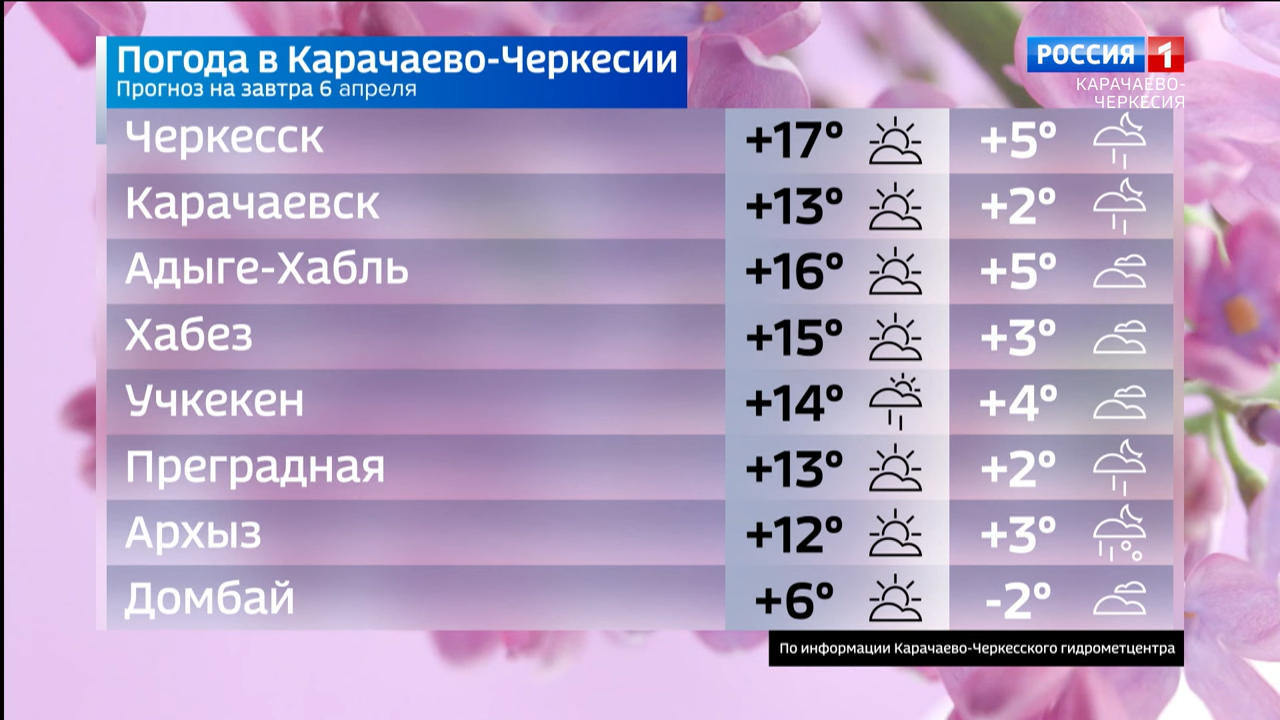 Погода в Карачаево-Черкесии
Прогноз на завтра 6 апреля
РОССИЯ 1
КАРАЧАЕВО-
ЧЕРКЕСИЯ
Черкесск +17° +5°
Карачаевск +13° +2°
Адыге-Хабль +16° +5°
Хабез +15° +3°
Учкекен +14° +4°
Преградная +13° +2°
Архыз +12° +3°
Домбай +6° -2°
По информации Карачаево-Черкесского гидрометцентра